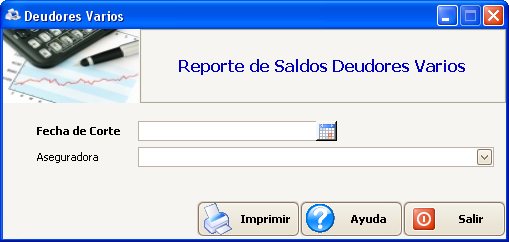 Deudores Varios
Reporte de Saldos Deudores Varios
Fecha de Corte
Aseguradora
Imprimir
Ayuda
Salir